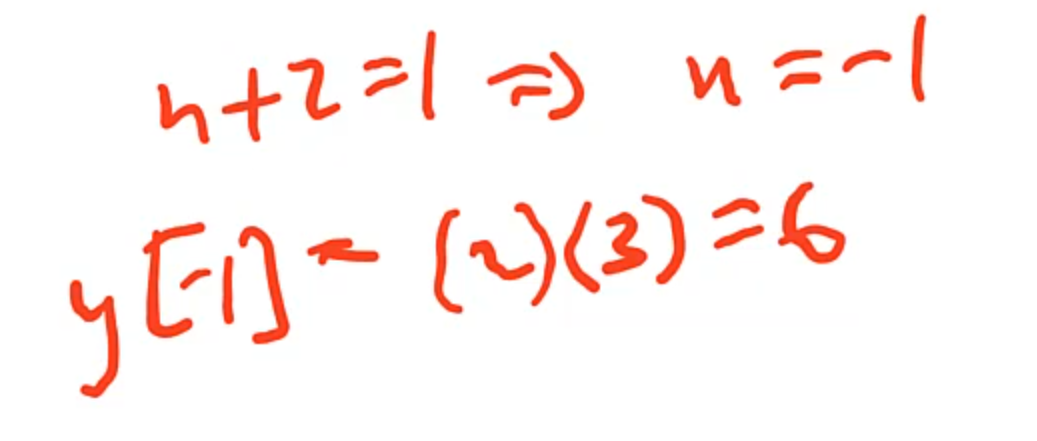 n+2=1 ⇒ n=-1
y[-1] = (2)(3)=6